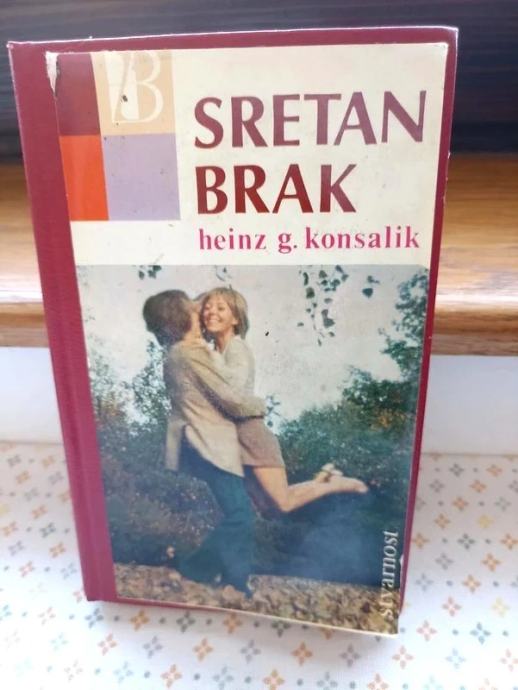 B
SRETAN
BRAK
heinz g. konsalik
stvarnost